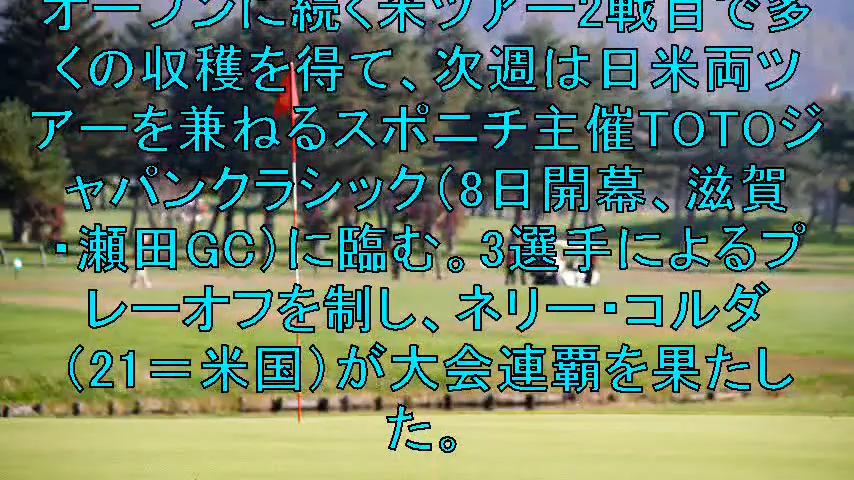 オープンに続く米ツアー2戦目で多
くの収穫を得て、次週は日米両ツ
アーを兼ねるスポニチ主催TOTOジ
ャパンクラシック（8日開幕、滋賀
・瀬田GC）に臨む。3選手によるプ
レーオフを制し、ネリー・コルダ
（21＝米国）が大会連覇を果たし
た。